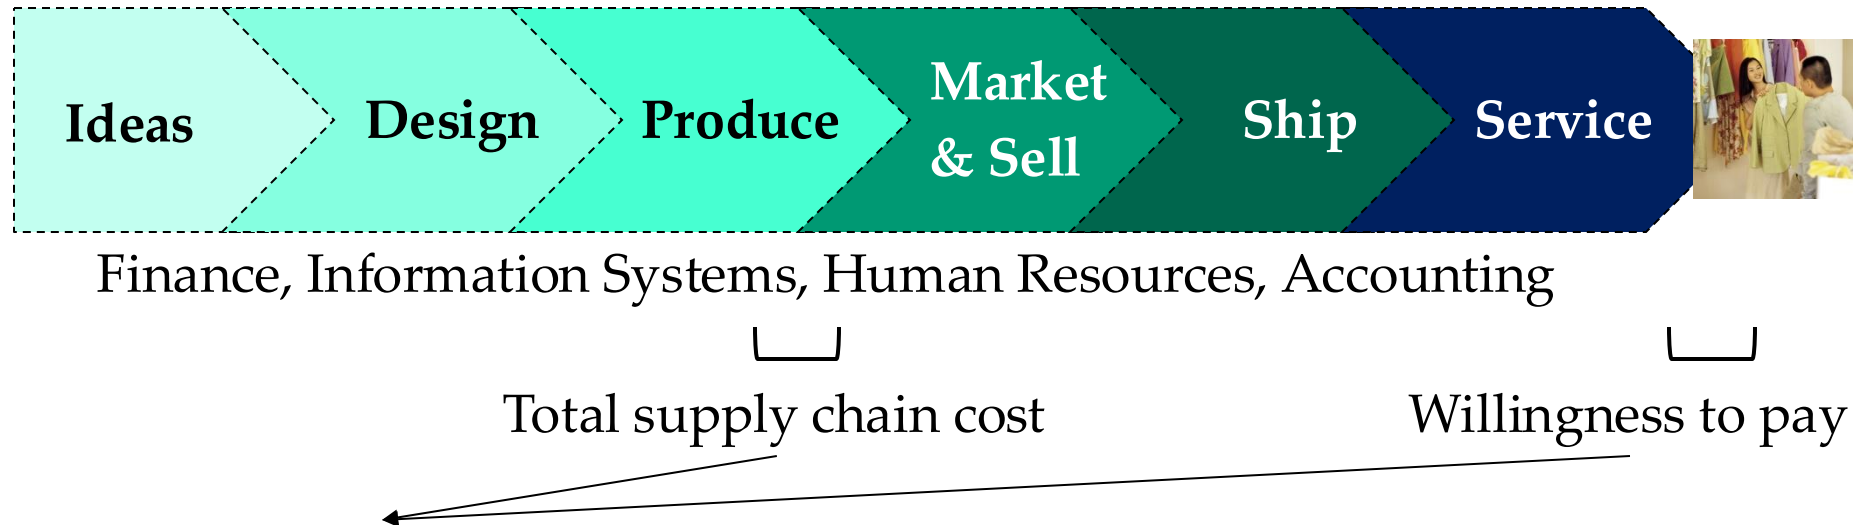 Ideas
Design
Produce
Market
& Sell
Ship
Service
Finance, Information Systems, Human Resources, Accounting
Total supply chain cost
Willingness to pay